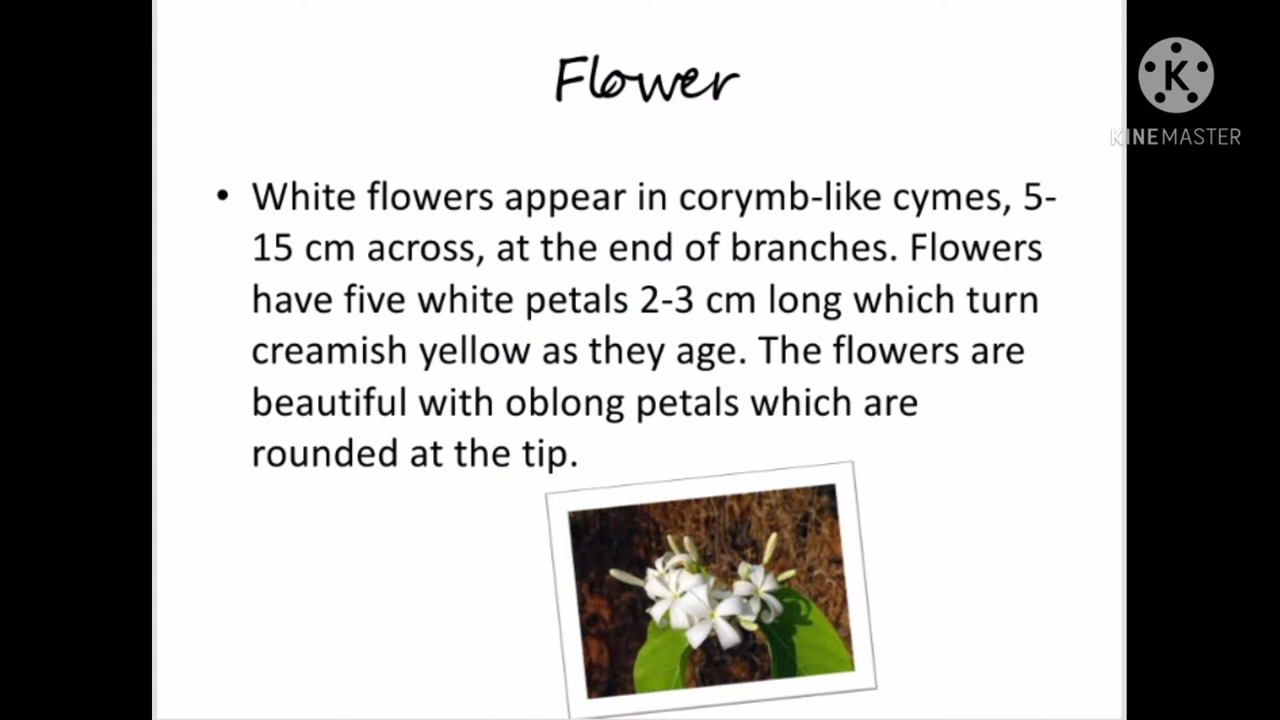 Flower
• White flowers appear in corymb-like cymes, 5-
15 cm across, at the end of branches. Flowers
have five white petals 2-3 cm long which turn
creamish yellow as they age. The flowers are
beautiful with oblong petals which are
rounded at the tip.
K
KINEMASTER